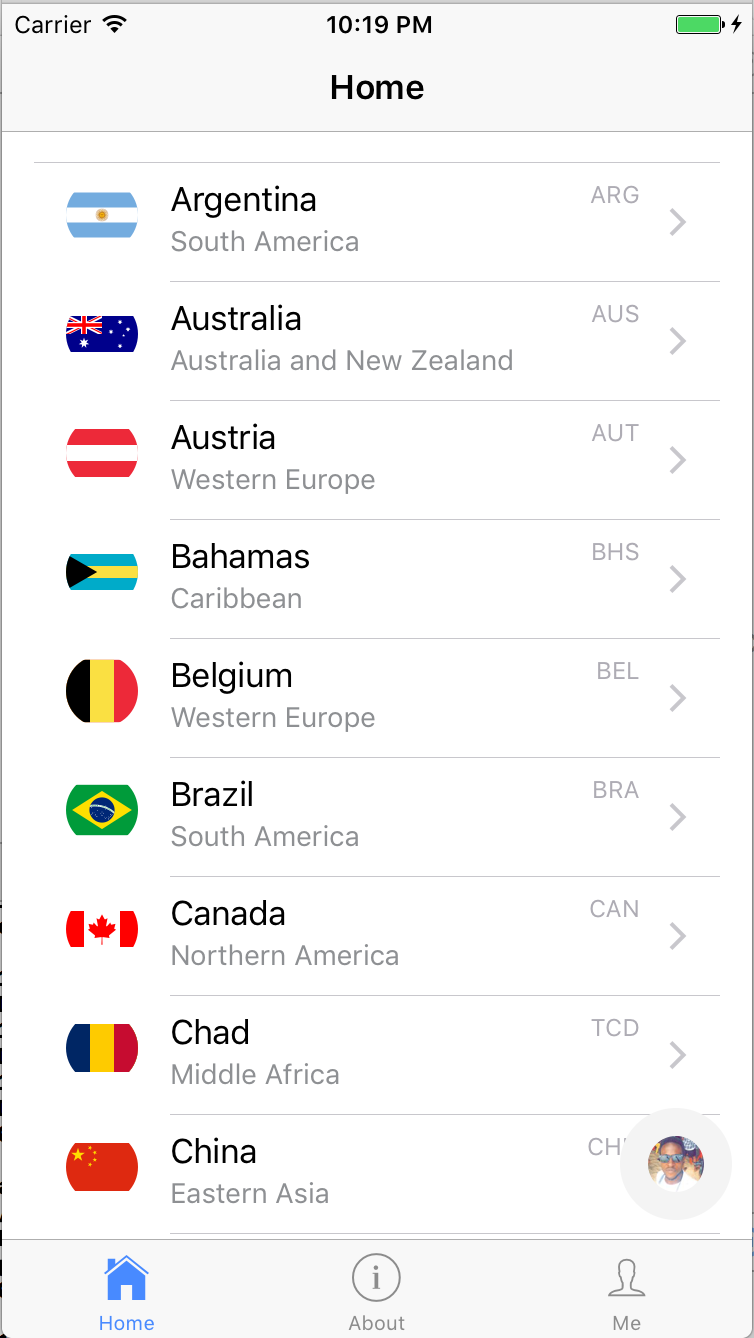 Carrier 10:19 PM
Home
Argentina ARG
South America
Australia AUS
Australia and New Zealand
Austria AUT
Western Europe
Bahamas BHS
Caribbean
Belgium BEL
Western Europe
Brazil BRA
South America
Canada CAN
Northern America
Chad TCD
Middle Africa
China
Eastern Asia
Home About Me